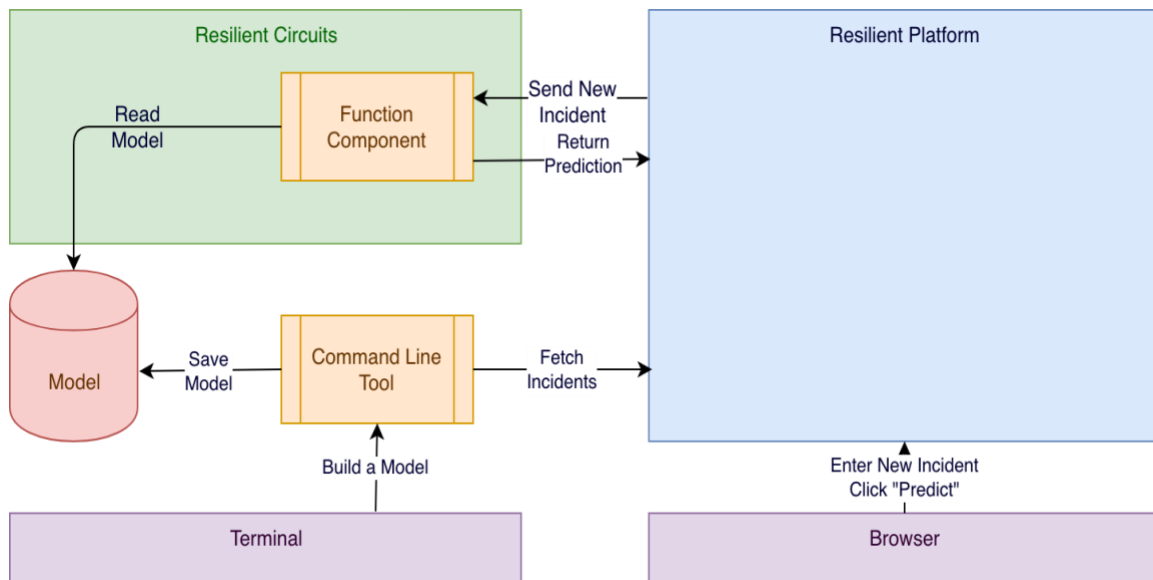 Resilient Circuits
Resilient Platform
Function
Component
Send New
Incident
Return
Prediction
Read
Model
Model
Save
Model
Command Line
Tool
Fetch
Incidents
Build a Model
Enter New Incident
Click "Predict"
Terminal
Browser